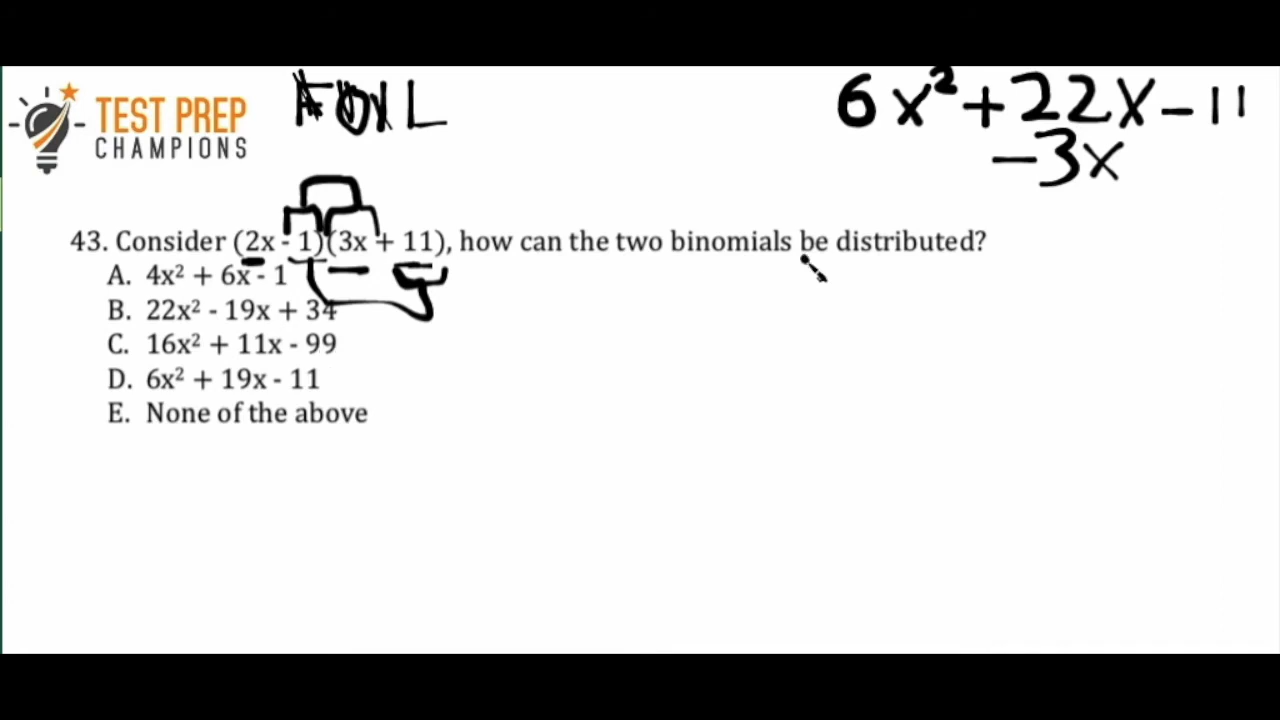 TEST PREP
CHAMPIONS
FOIL
6x² + 22x - 11
- 3x
43. Consider (2x - 1)(3x + 11), how can the two binomials be distributed?
A. 4x² + 6x - 1
B. 22x² - 19x + 34
C. 16x² + 11x - 99
D. 6x² + 19x - 11
E. None of the above